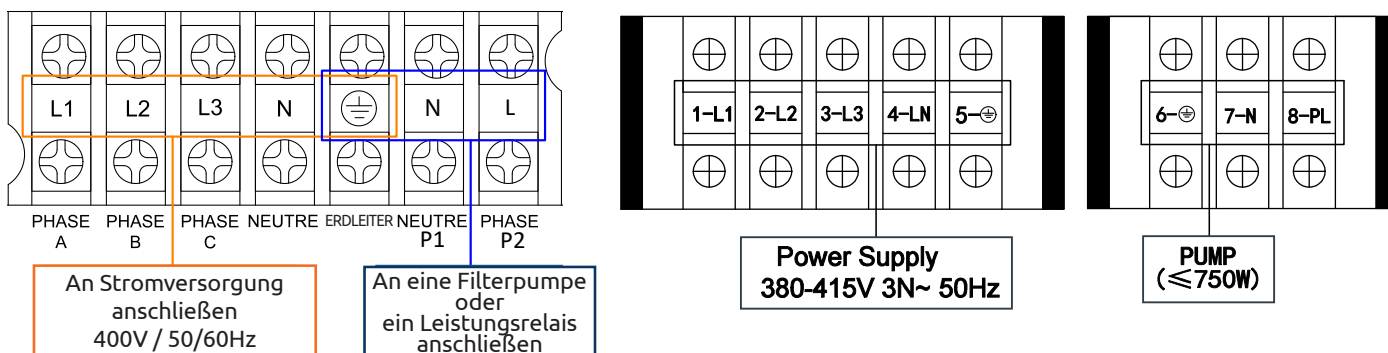 L1 L2 L3 N N L
PHASE A
PHASE B
PHASE C
NEUTRE
ERDLEITER
NEUTRE P1
PHASE P2
An Stromversorgung
anschließen
400V / 50/60Hz
An eine Filterpumpe
oder
ein Leistungsrelais
anschließen
1-L1 2-L2 3-L3 4-LN 5-⏚
Power Supply
380-415V 3N~ 50Hz
6-⏚ 7-N 8-PL
PUMP
(≤750W)